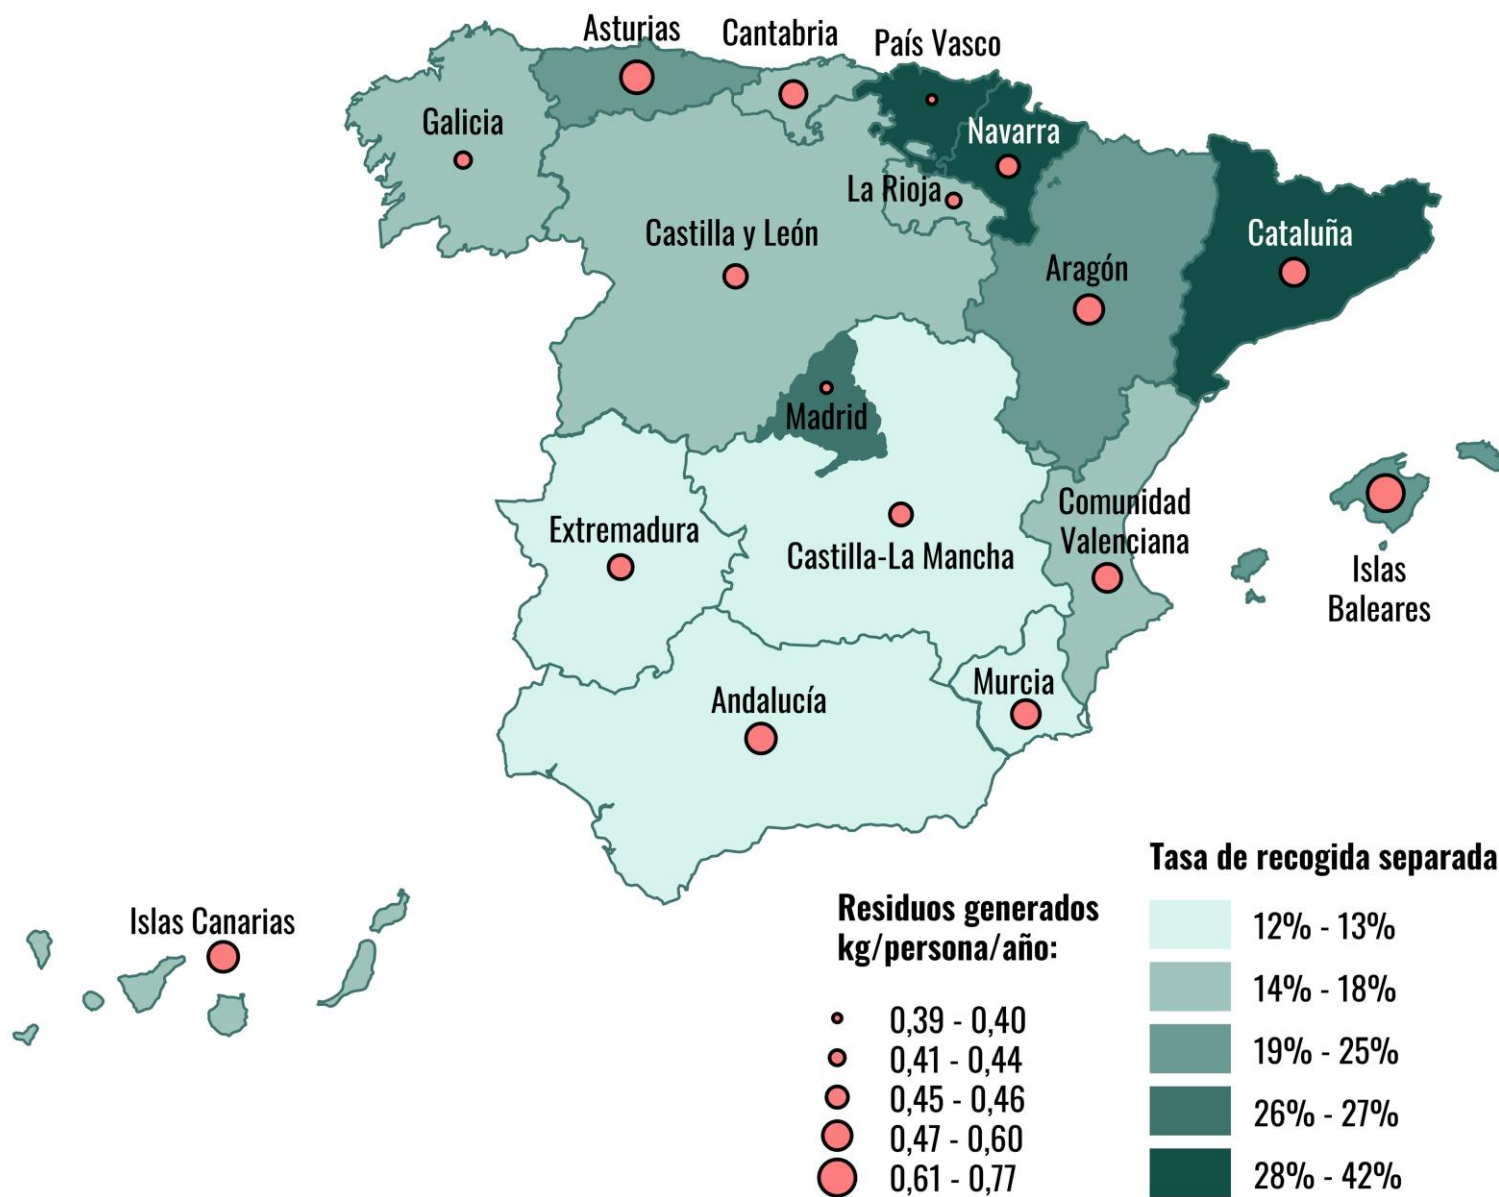 Asturias
Cantabria
País Vasco
Galicia
Navarra
La Rioja
Castilla y León
Cataluña
Aragón
Madrid
Comunidad
Valenciana
Extremadura
Castilla-La Mancha
Islas
Baleares
Murcia
Andalucía
Islas Canarias
Residuos generados
kg/persona/año:
0,39 - 0,40
0,41 - 0,44
0,45 - 0,46
0,47 - 0,60
0,61 - 0,77
Tasa de recogida separada
12% - 13%
14% - 18%
19% - 25%
26% - 27%
28% - 42%